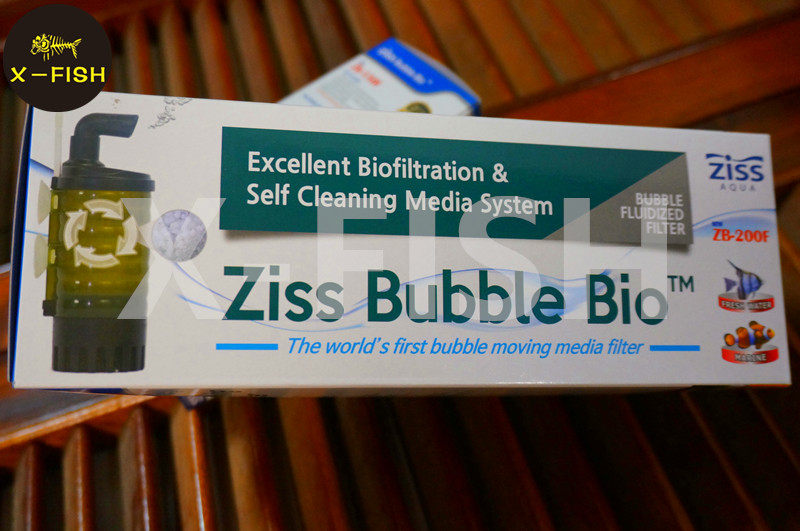 X-FISH
Excellent Biofiltration &
Self Cleaning Media System
BUBBLE
FLUIDIZED
FILTER
ZISS
AQUA
ZB-200F
FRESH WATER
MARINE
X-FISH
Ziss Bubble Bio™
The world's first bubble moving media filter